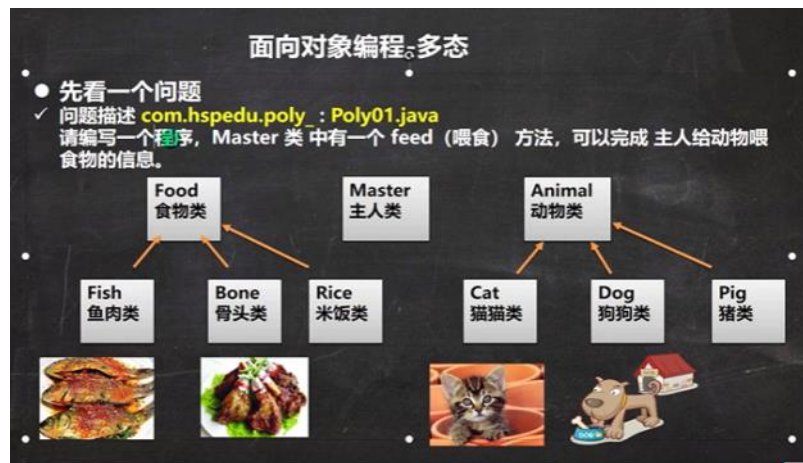 面向对象编程-多态
先看一个问题
问题描述 com.hspedu.poly_ : Poly01.java
请编写一个程序，Master 类 中有一个 feed（喂食） 方法，可以完成 主人给动物喂
食物的信息。
Food
食物类
Master
主人类
Animal
动物类
Fish
鱼肉类
Bone
骨头类
Rice
米饭类
Cat
猫猫类
Dog
狗狗类
Pig
猪类